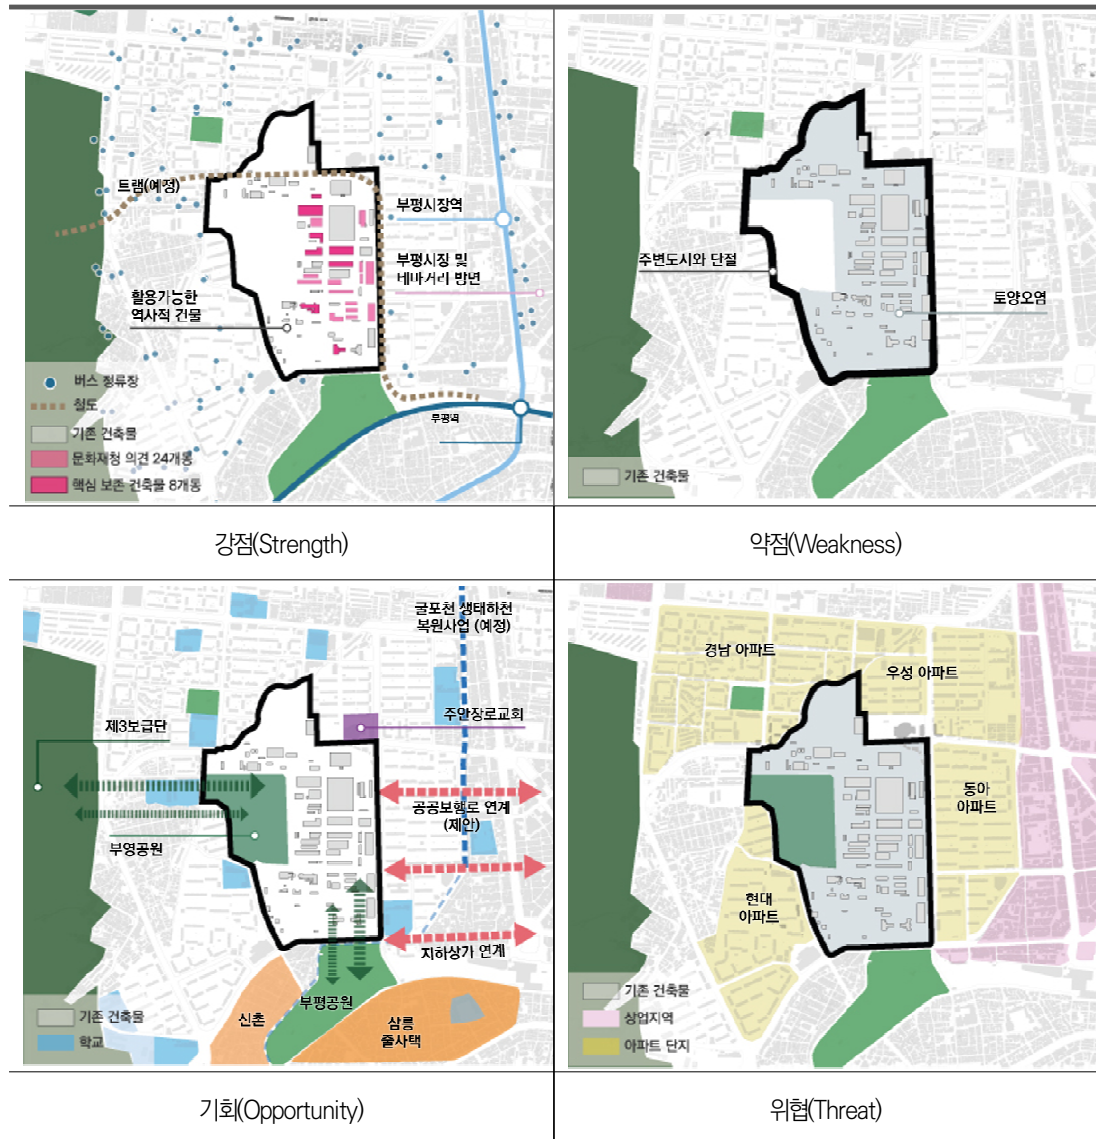 트램(예정)
부평시장역
부평시장 및
테마거리 방면
활용가능한
역사적 건물
버스 정류장
철도
기존 건축물
문화재청 의견 24개동
핵심 보존 건축물 8개동
부평역
주변도시와 단절
토양오염
기존 건축물
강점(Strength)
약점(Weakness)
굴포천 생태하천
복원사업 (예정)
제3보급단
주안장로교회
공공보행로 연계
(제안)
부영공원
지하상가 연계
부평공원
신촌
삼릉
줄사택
기존 건축물
학교
경남 아파트
우성 아파트
동아
아파트
현대
아파트
기존 건축물
상업지역
아파트 단지
기회(Opportunity)
위협(Threat)